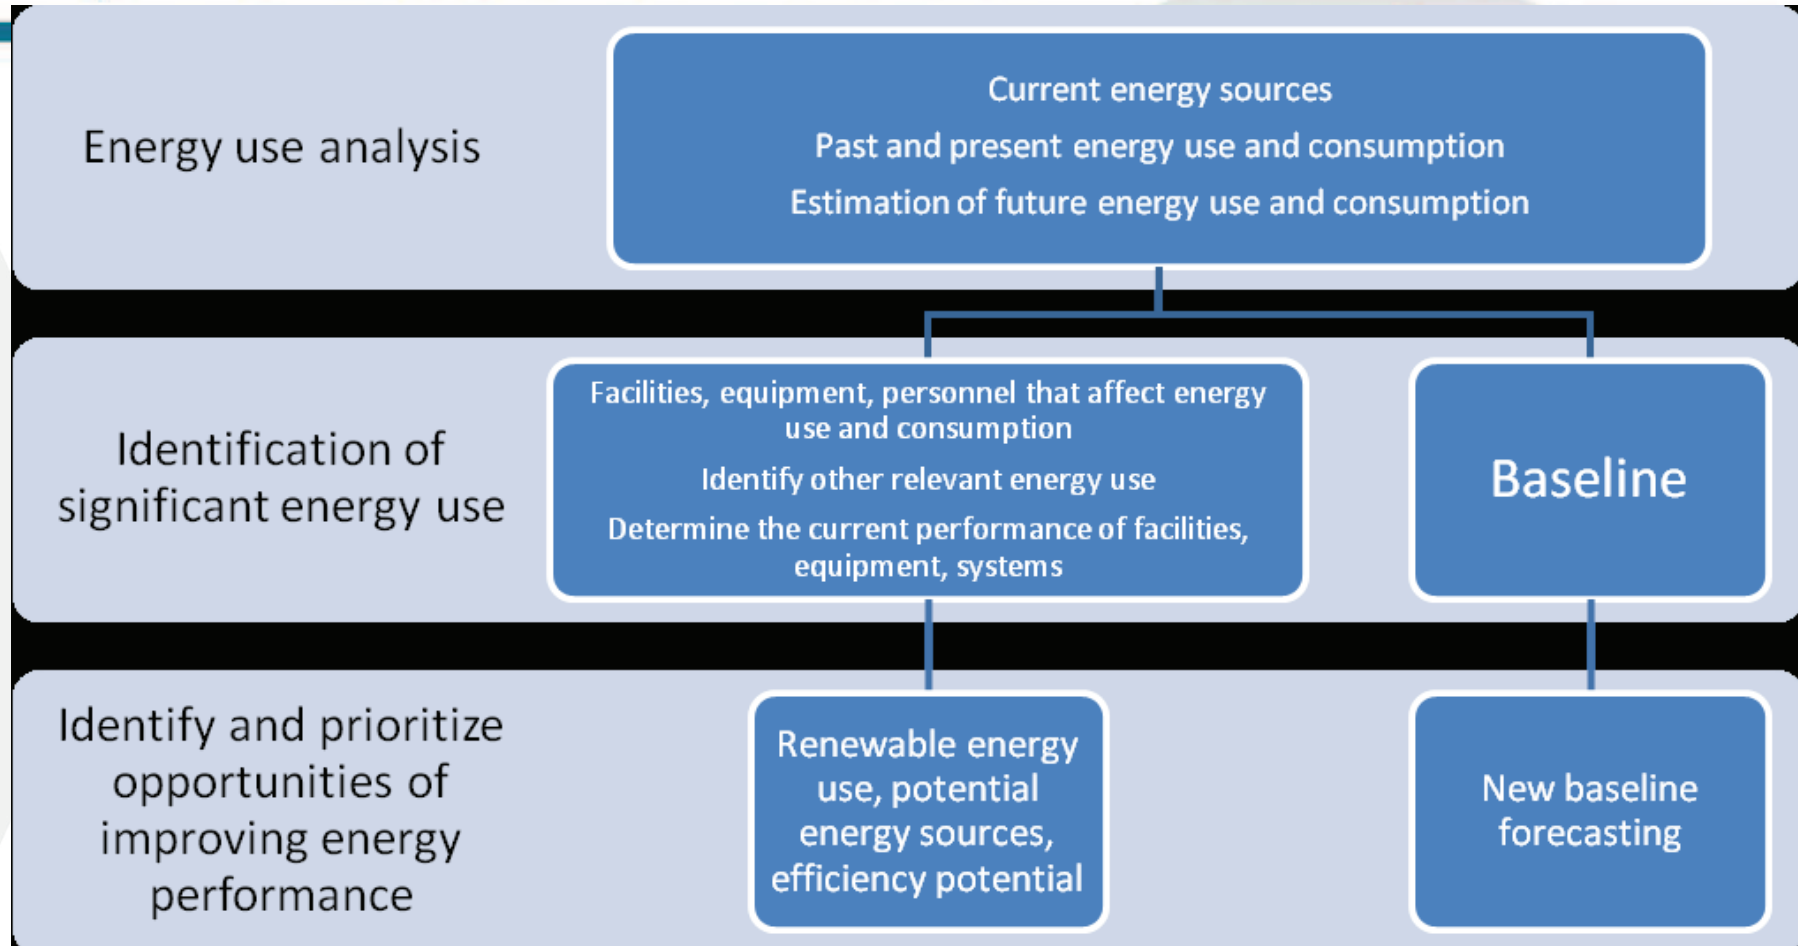 Energy use analysis
Current energy sources
Past and present energy use and consumption
Estimation of future energy use and consumption
Identification of
significant energy use
Facilities, equipment, personnel that affect energy
use and consumption
Identify other relevant energy use
Determine the current performance of facilities,
equipment, systems
Baseline
Identify and prioritize
opportunities of
improving energy
performance
Renewable energy
use, potential
energy sources,
efficiency potential
New baseline
forecasting